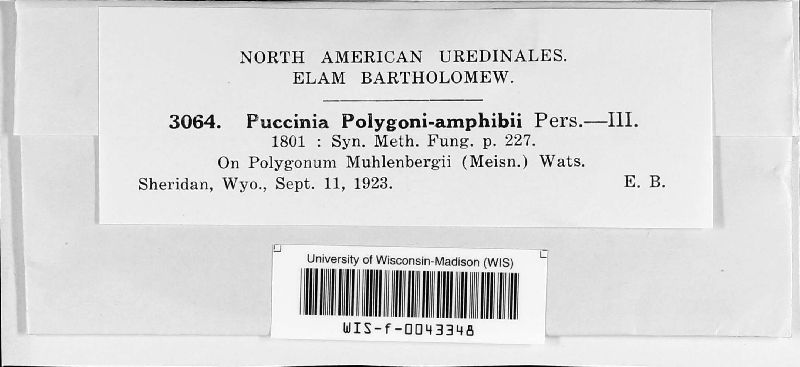 NORTH AMERICAN UREDINALES.
ELAM BARTHOLOMEW.
3064. Puccinia Polygoni-amphibii Pers.—III.
1801 : Syn. Meth. Fung. p. 227.
On Polygonum Muhlenbergii (Meisn.) Wats.
Sheridan, Wyo., Sept. 11, 1923. E. B.
University of Wisconsin-Madison (WIS)
WIS-f-0043348